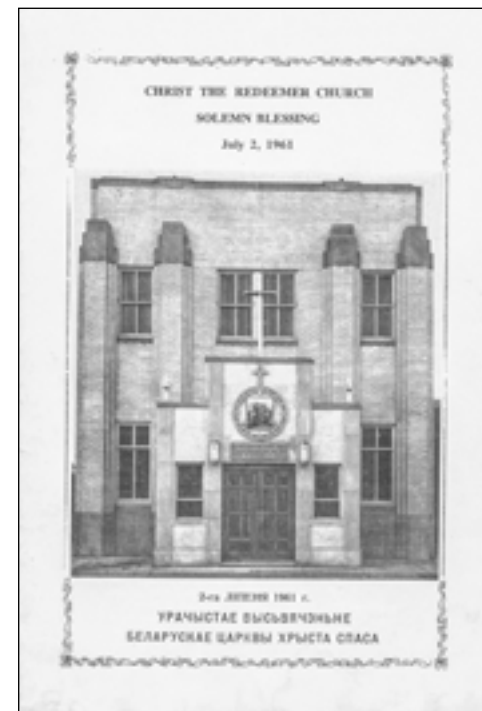 CHRIST THE REDEEMER CHURCH
SOLEMN BLESSING
July 2, 1961
2-га ЛІПЕНЯ 1961 г.
УРАЧЫСТАЕ ВЫСЬВЯЧЭНЬНЕ
БЕЛАРУСКАЕ ЦАРКВЫ ХРЫСТА СПАСА